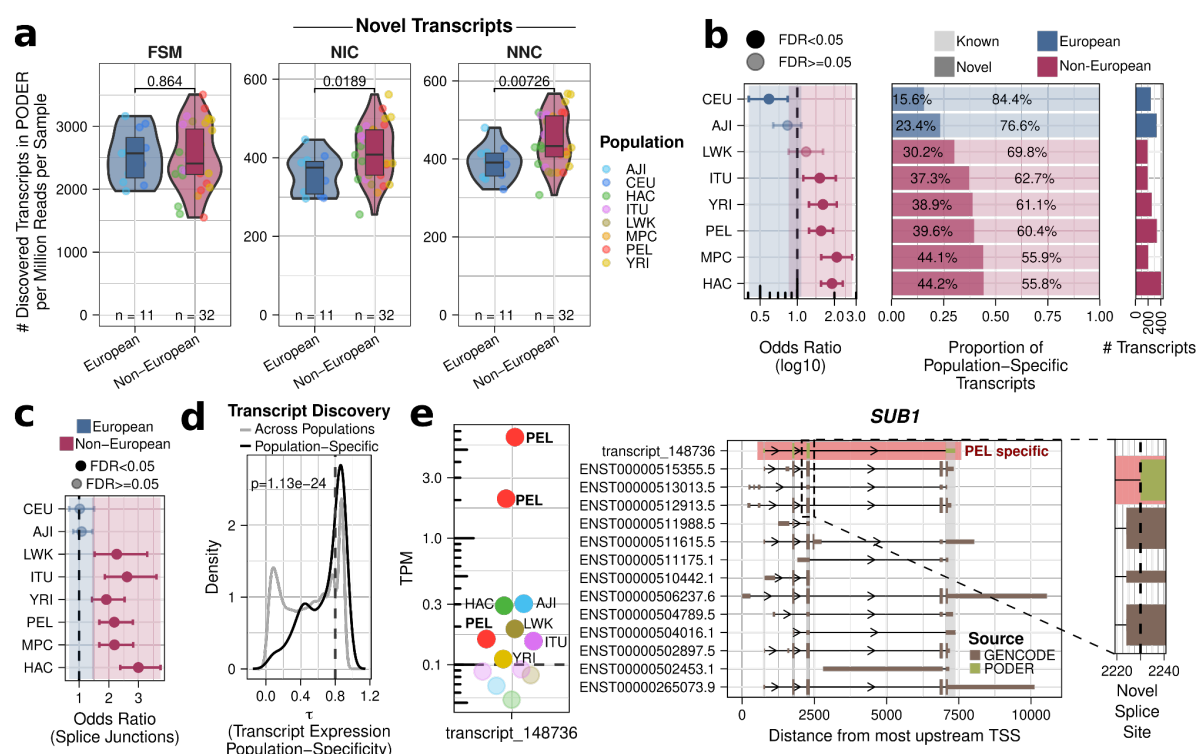 a
Novel Transcripts
FSM
NIC
NNC
# Discovered Transcripts in PODER
per Million Reads per Sample
0.864
0.0189
0.00726
3000
2000
1000
0
600
400
200
0
600
400
200
0
n = 11
n = 32
n = 11
n = 32
n = 11
n = 32
European
Non−European
European
Non−European
European
Non−European
Population
AJI
CEU
HAC
ITU
LWK
MPC
PEL
YRI
b
FDR<0.05
FDR>=0.05
Known
Novel
European
Non−European
CEU
AJI
LWK
ITU
YRI
PEL
MPC
HAC
15.6%
84.4%
23.4%
76.6%
30.2%
69.8%
37.3%
62.7%
38.9%
61.1%
39.6%
60.4%
44.1%
55.9%
44.2%
55.8%
0.5
1.0
2.0
3.0
0.00
0.25
0.50
0.75
1.00
0
200
400
Odds Ratio
(log10)
Proportion of
Population−Specific
Transcripts
# Transcripts
c
European
Non−European
FDR<0.05
FDR>=0.05
CEU
AJI
LWK
ITU
YRI
PEL
MPC
HAC
1
2
3
Odds Ratio
(Splice Junctions)
d
Transcript Discovery
Across Populations
Population−Specific
p=1.13e−24
Density
2
1
0
0.0
0.4
0.8
1.2
τ
(Transcript Expression
Population−Specificity)
e
TPM
3.0
1.0
0.3
0.1
PEL
PEL
HAC
AJI
PEL
LWK
ITU
YRI
transcript_148736
SUB1
transcript_148736
ENST00000515355.5
ENST00000513013.5
ENST00000512913.5
ENST00000511988.5
ENST00000511615.5
ENST00000511175.1
ENST00000510442.1
ENST00000506237.6
ENST00000504789.5
ENST00000504016.1
ENST00000502897.5
ENST00000502453.1
ENST00000265073.9
PEL specific
Source
GENCODE
PODER
0
2500
5000
7500
10000
Distance from most upstream TSS
2220
2240
Novel
Splice
Site